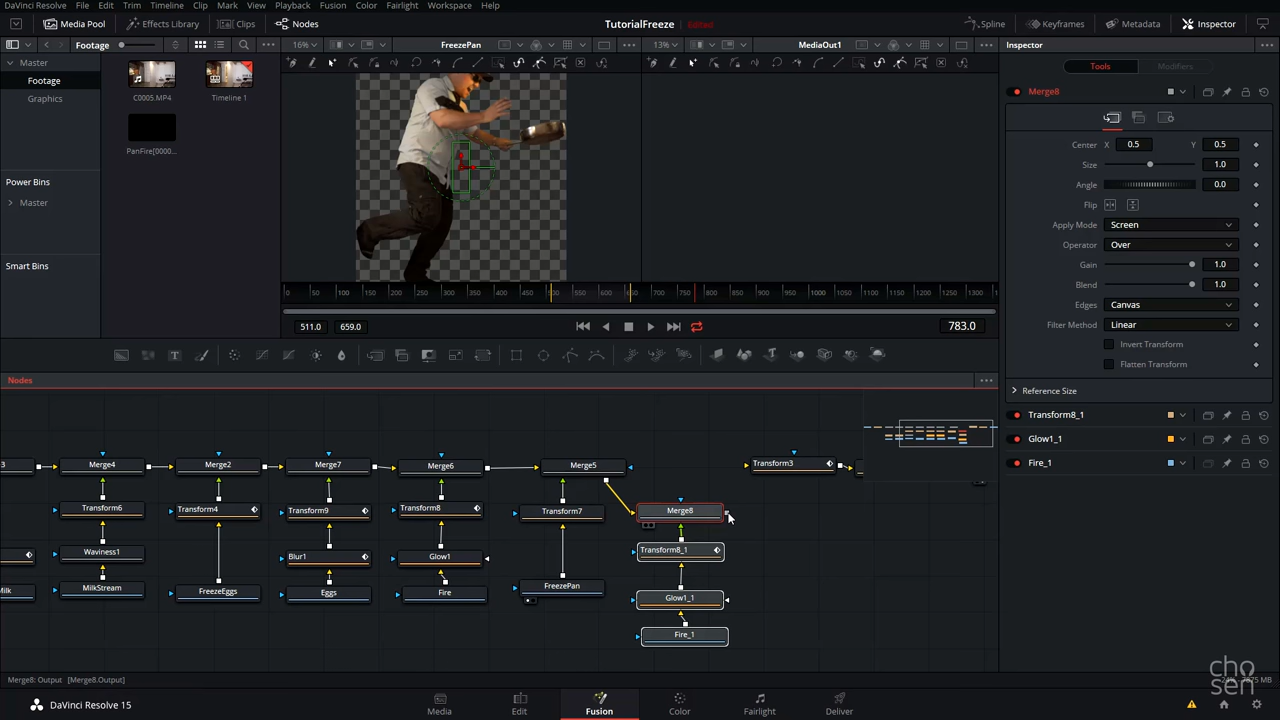 DaVinci Resolve File Edit Trim Timeline Clip Mark View Playback Fusion Color Fairlight Workspace Help
Media Pool Effects Library Clips Nodes TutorialFreeze Edited Spline Keyframes Metadata Inspector
Footage 16% FreezePan 13% MediaOut1 Inspector
Master
Footage
Graphics
C0005.MP4 Timeline 1
PanFire[0000...
Power Bins
Master
Smart Bins
Tools Modifiers
Merge8
Center X 0.5 Y 0.5
Size 1.0
Angle 0.0
Flip
Apply Mode Screen
Operator Over
Gain 1.0
Blend 1.0
Edges Canvas
Filter Method Linear
Invert Transform
Flatten Transform
Reference Size
Transform8_1
Glow1_1
Fire_1
0 50 100 150 200 250 300 350 400 450 500 550 600 650 700 750 800 850 900 950 1000 1050 1100 1150 1200 1250 1300
511.0 659.0 783.0
Nodes
3 Merge4 Merge2 Merge7 Merge6 Merge5 Transform3
Transform6 Transform4 Transform9 Transform8 Transform7 Merge8
Waviness1 Blur1 Glow1 Transform8_1
Milk MilkStream FreezeEggs Eggs Fire FreezePan Glow1_1
Fire_1
Merge8: Output [Merge8.Output]
chosen
DaVinci Resolve 15 Media Edit Fusion Color Fairlight Deliver